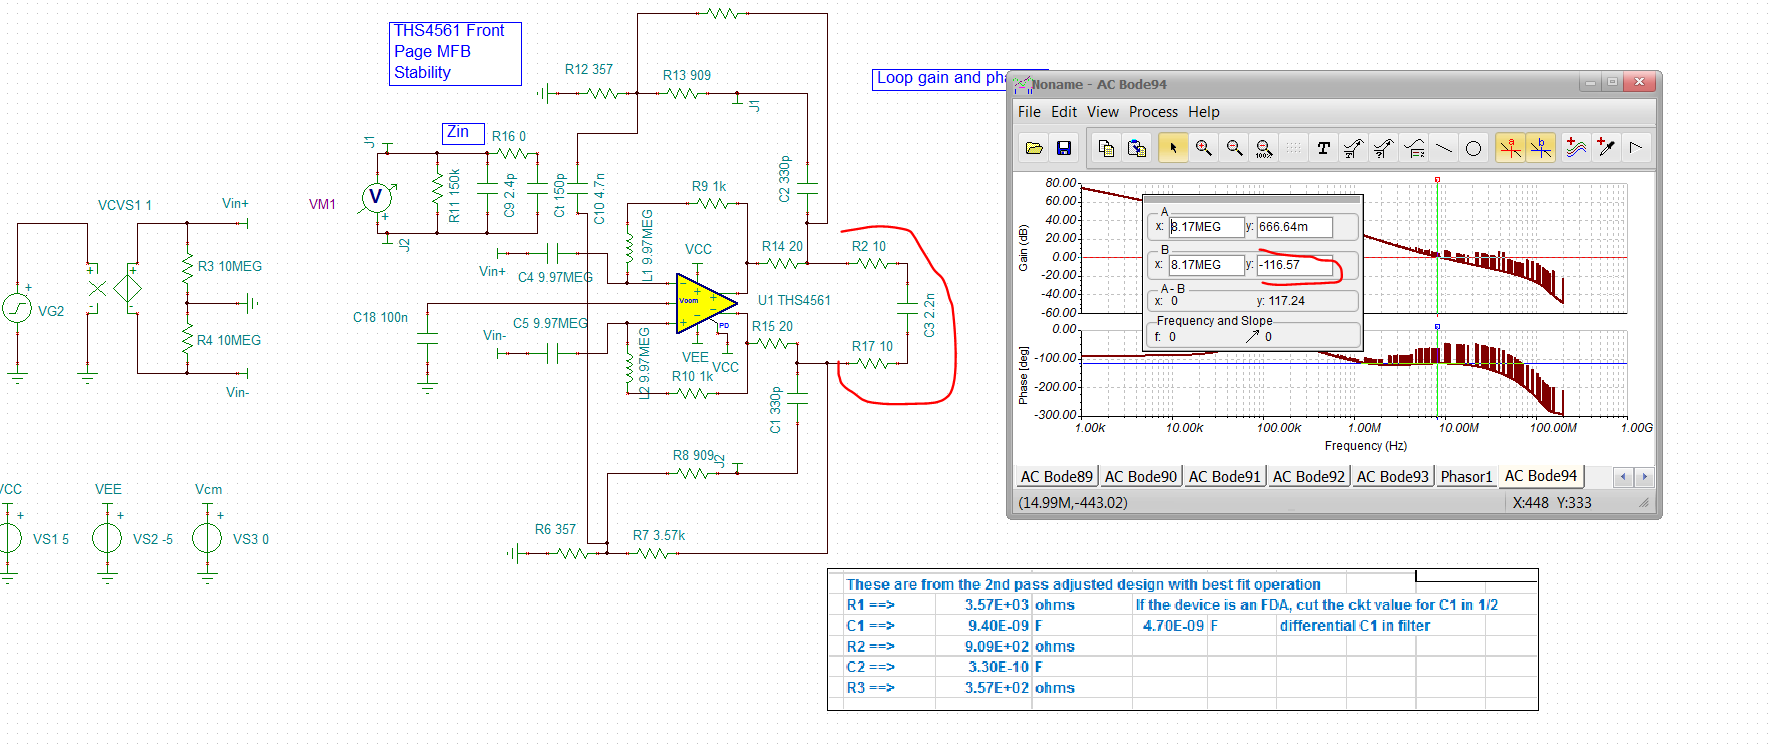 THS4561 Front
Page MFB
Stability
R12 357
R13 909
J1
Loop gain and pha
Zin
R16 0
J1
VM1
V
R11 150k
C9 2.4p
Ct 150p
C10 4.7n
J2
C2 330p
VCVS1 1
Vin+
R3 10MEG
VG2
R4 10MEG
Vin-
R9 1k
L1 9.97MEG
VCC
Vin+
C4 9.97MEG
R14 20
R2 10
Vocm
U1 THS4561
C3 2.2n
C18 100n
C5 9.97MEG
Vin-
PD
R15 20
VEE
VCC
R17 10
L2 9.97MEG
R10 1k
C1 330p
R8 909
J2
R6 357
R7 3.57k
VCC
VEE
Vcm
VS1 5
VS2 -5
VS3 0
Noname - AC Bode94
File Edit View Process Help
T
100%
a
b
80.00
60.00
40.00
20.00
0.00
-20.00
-40.00
-60.00
Gain (dB)
A
x: 8.17MEG y: 666.64m
B
x: 8.17MEG y: -116.57
A - B
x: 0 y: 117.24
Frequency and Slope
f: 0 0
0.00
-100.00
-200.00
-300.00
Phase [deg]
1.00k 10.00k 100.00k 1.00M 10.00M 100.00M 1.00G
Frequency (Hz)
AC Bode89 AC Bode90 AC Bode91 AC Bode92 AC Bode93 Phasor1 AC Bode94
(14.99M,-443.02) X:448 Y:333
These are from the 2nd pass adjusted design with best fit operation
R1 ==> 3.57E+03 ohms If the device is an FDA, cut the ckt value for C1 in 1/2
C1 ==> 9.40E-09 F 4.70E-09 F differential C1 in filter
R2 ==> 9.09E+02 ohms
C2 ==> 3.30E-10 F
R3 ==> 3.57E+02 ohms